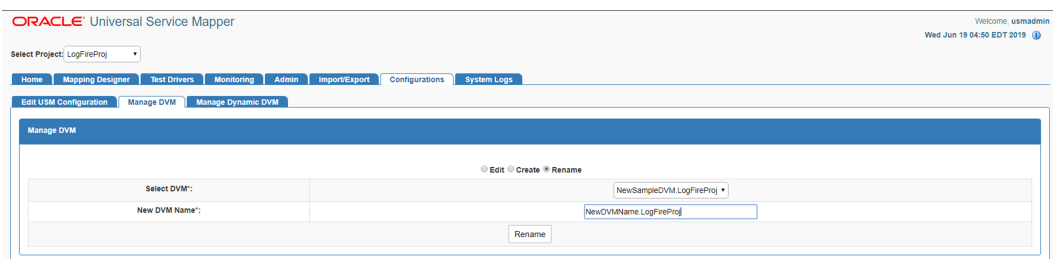 ORACLE® Universal Service Mapper
Welcome, usmadmin
Wed Jun 19 04:50 EDT 2019
Select Project: LogFireProj
Home Mapping Designer Test Drivers Monitoring Admin Import/Export Configurations System Logs
Edit USM Configuration Manage DVM Manage Dynamic DVM
Manage DVM
Edit Create Rename
Select DVM*: NewSampleDVM.LogFireProj
New DVM Name*: NewDVMName.LogFireProj
Rename